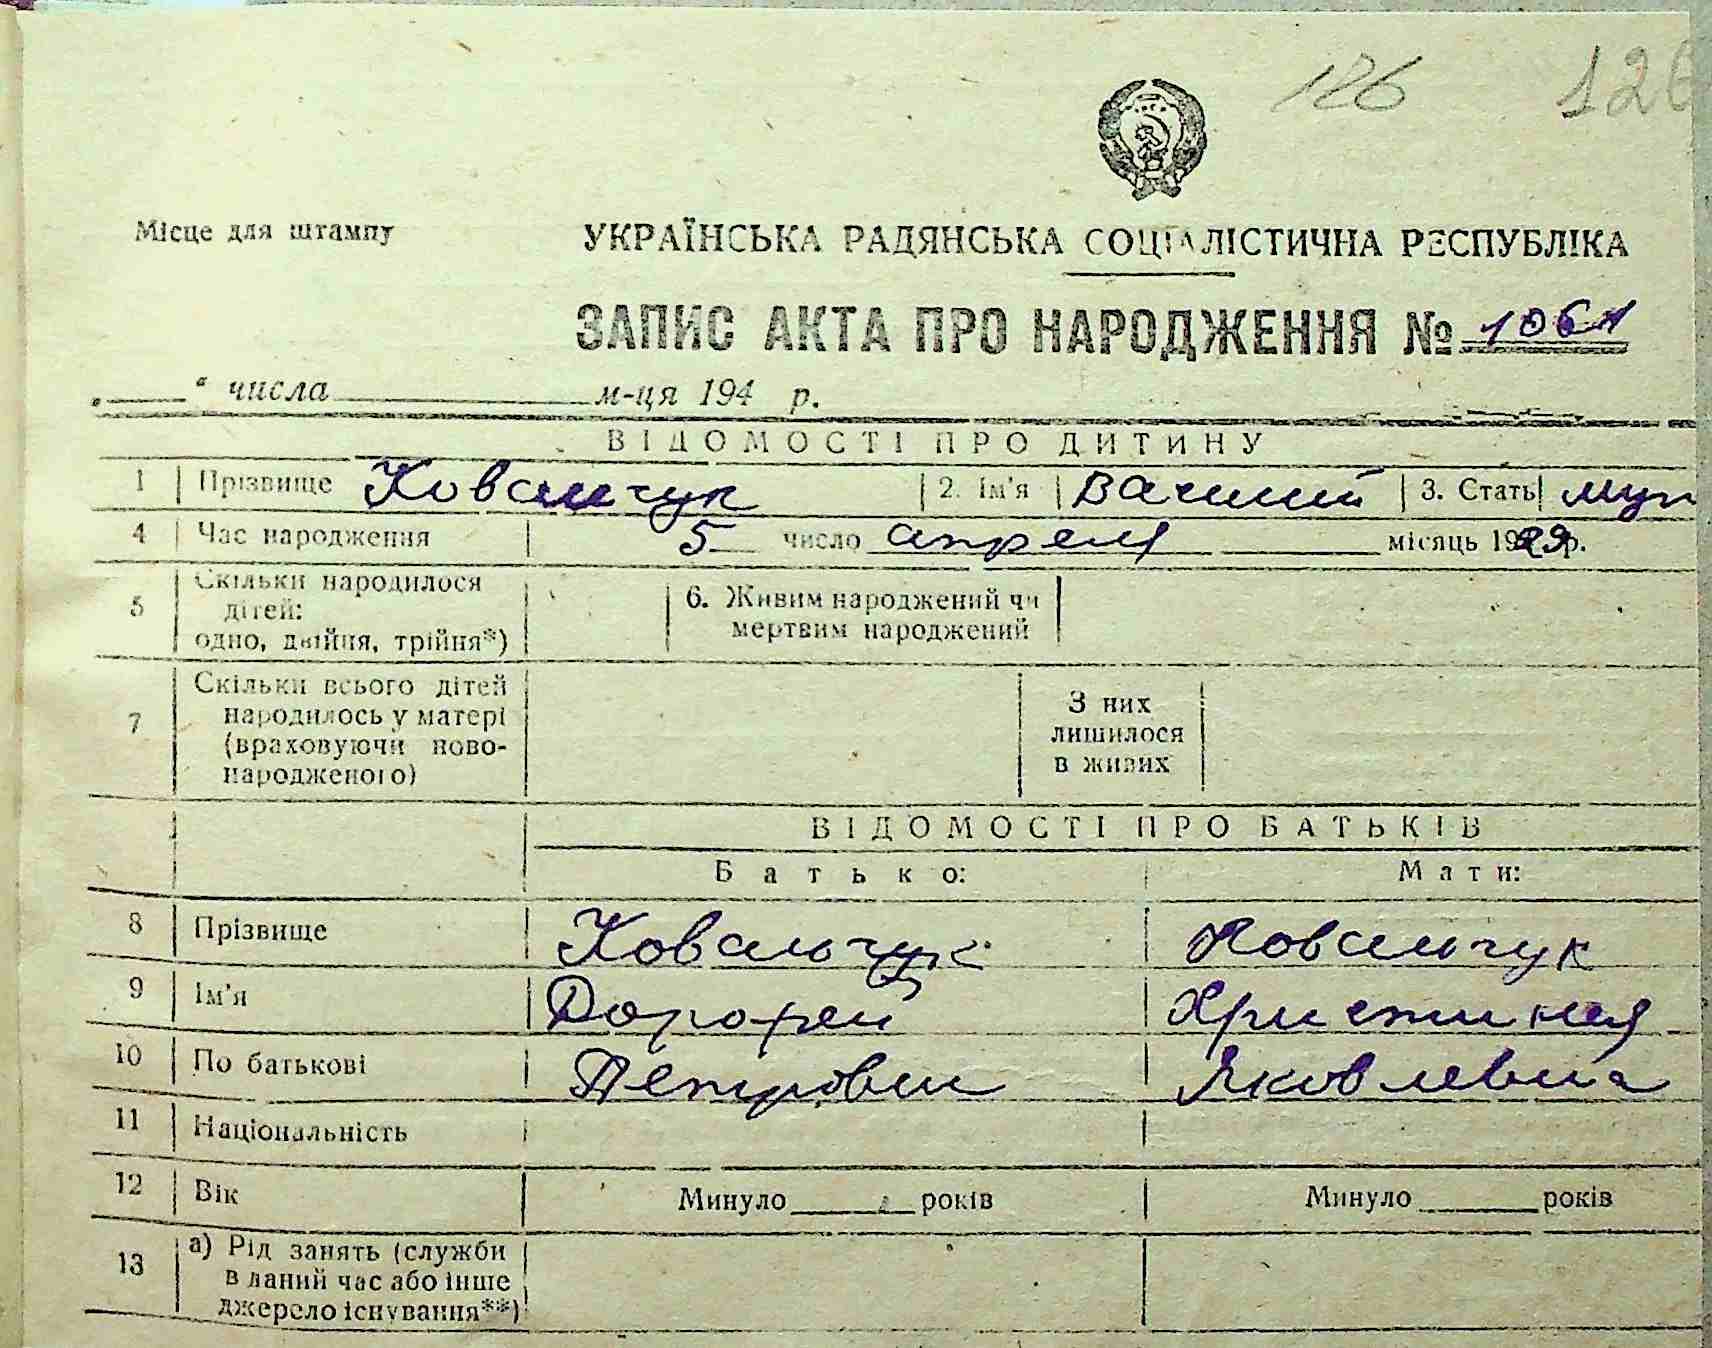 126 126
Місце для штампу
УКРАЇНСЬКА РАДЯНСЬКА СОЦІАЛІСТИЧНА РЕСПУБЛІКА
ЗАПИС АКТА ПРО НАРОДЖЕННЯ № 1061
„ “ числа м-ця 194 р.
ВІДОМОСТІ ПРО ДИТИНУ
1 Прізвище Ковальчук 2. Ім'я Василий 3. Стать муж
4 Час народження 5 число апреля місяць 1929 р.
5 Скільки народилося
дітей:
одно, двійня, трійня*)
6. Живим народжений чи
мертвим народжений
7 Скільки всього дітей
народилось у матері
(враховуючи ново-
народженого)
З них
лишилося
в живих
ВІДОМОСТІ ПРО БАТЬКІВ
Батько: Мати:
8 Прізвище Ковальчук Ковальчук
9 Ім'я Дорофей Христиния
10 По батькові Петрович Яковлевна
11 Національність
12 Вік Минуло років Минуло років
13 а) Рід занять (служби
в даний час або інше
джерело існування**)